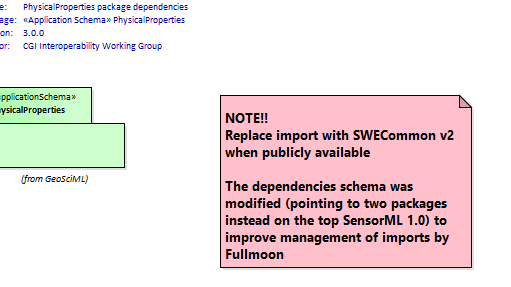 e: PhysicalProperties package dependencies
age: «Application Schema» PhysicalProperties
on: 3.0.0
or: CGI Interoperability Working Group
pplicationSchema»
ysicalProperties
(from GeoSciML)
NOTE!!
Replace import with SWECommon v2
when publicly available
The dependencies schema was
modified (pointing to two packages
instead on the top SensorML 1.0) to
improve management of imports by
Fullmoon